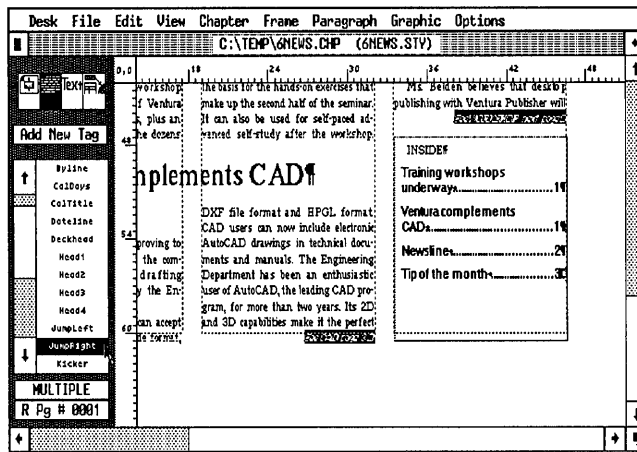 Desk File Edit View Chapter Frame Paragraph Graphic Options
C:\TEMP\6NEWS.CHP (6NEWS.STY)
0,0 18 24 30 36 42 48
Text
Add New Tag
Byline
CalDays
CalTitle
Dateline
Deckhead
Head1
Head2
Head3
Head4
JumpLeft
JumpRight
Kicker
MULTIPLE
R Pg # 0001
48
54
60
workshop
f Ventura
, plus an
he dozens
the basis for the hands-on exercises that
make up the second half of the seminar.
It can also be used for self-paced ad-
vanced self-study after the workshop.
Ms. Belden believes that desktop
publishing with Ventura Publisher will
nplements CAD¶
proving to
the com-
drafting
y the En-
can accept
le format,
DXF file format and HPGL format
CAD users can now include electronic
AutoCAD drawings in technical docu-
ments and manuals. The Engineering
Department has been an enthusiastic
user of AutoCAD, the leading CAD pro-
gram, for more than two years. Its 2D
and 3D capabilities make it the perfect
INSIDE¶
Training workshops
underway 1¶
Ventura complements
CAD 1¶
Newsline 2¶
Tip of the month 3□